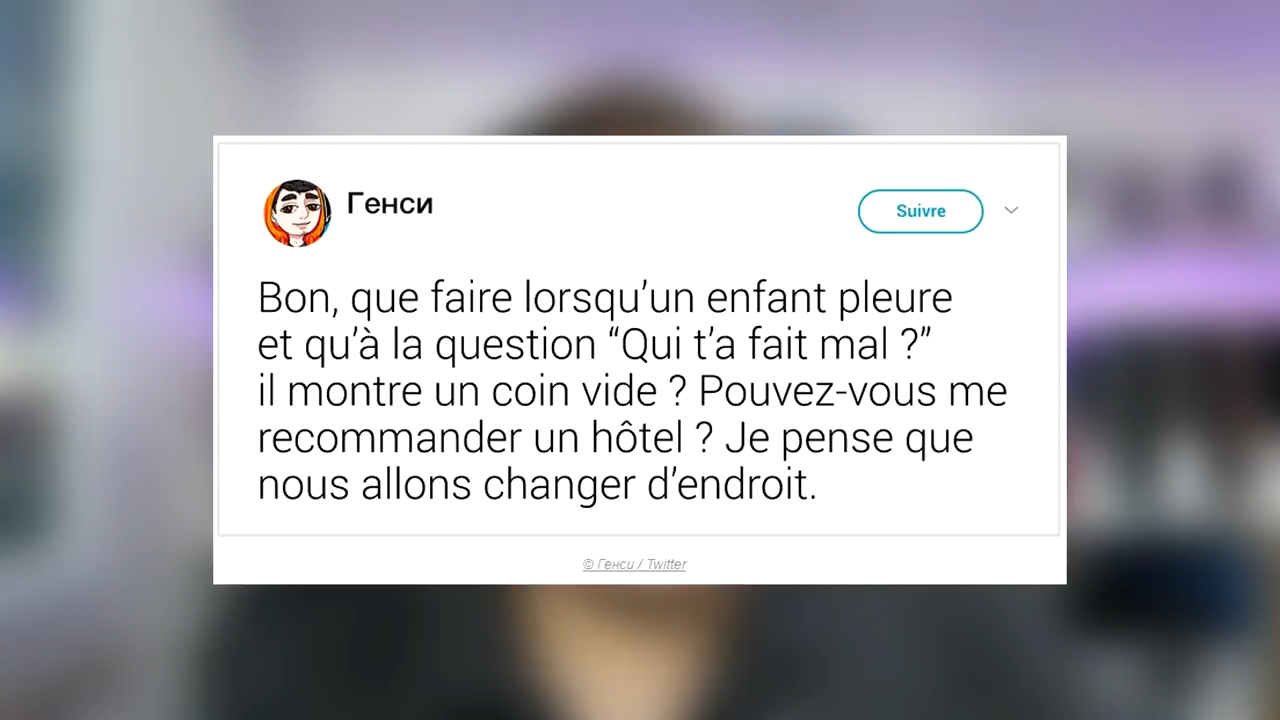 Генси
Suivre
Bon, que faire lorsqu’un enfant pleure
et qu’à la question “Qui t’a fait mal ?”
il montre un coin vide ? Pouvez-vous me
recommander un hôtel ? Je pense que
nous allons changer d’endroit.
© Генси / Twitter